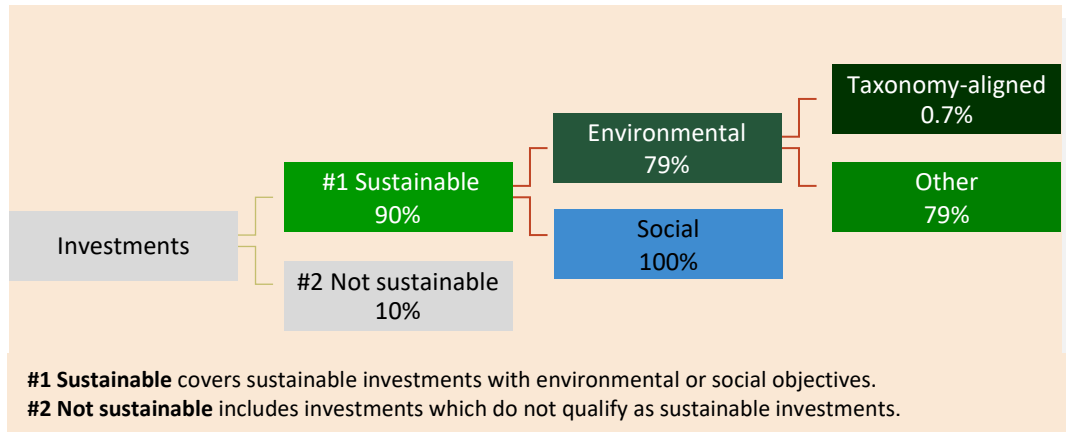 Investments
#1 Sustainable
90%
#2 Not sustainable
10%
Environmental
79%
Social
100%
Taxonomy-aligned
0.7%
Other
79%
#1 Sustainable covers sustainable investments with environmental or social objectives.
#2 Not sustainable includes investments which do not qualify as sustainable investments.